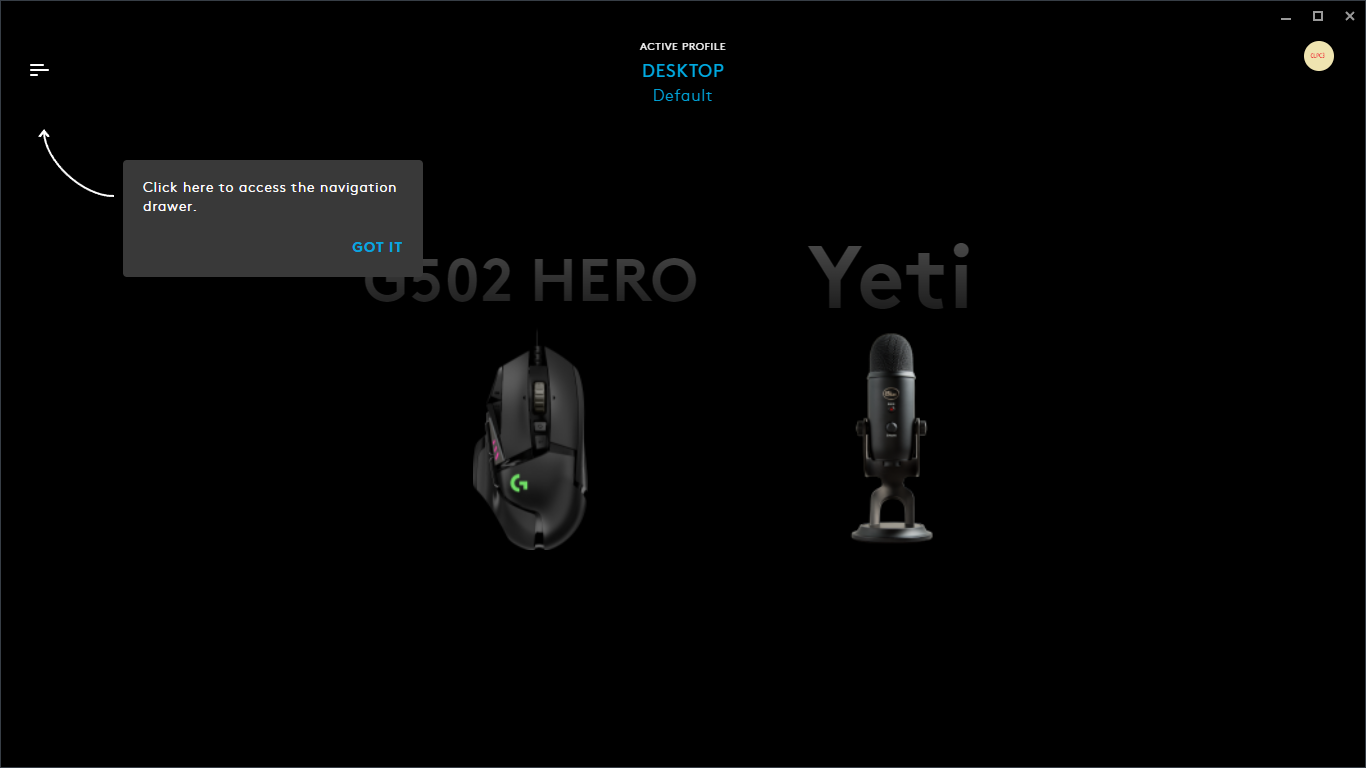 ACTIVE PROFILE
DESKTOP
Default
Click here to access the navigation
drawer.
GOT IT
G502 HERO
Yeti